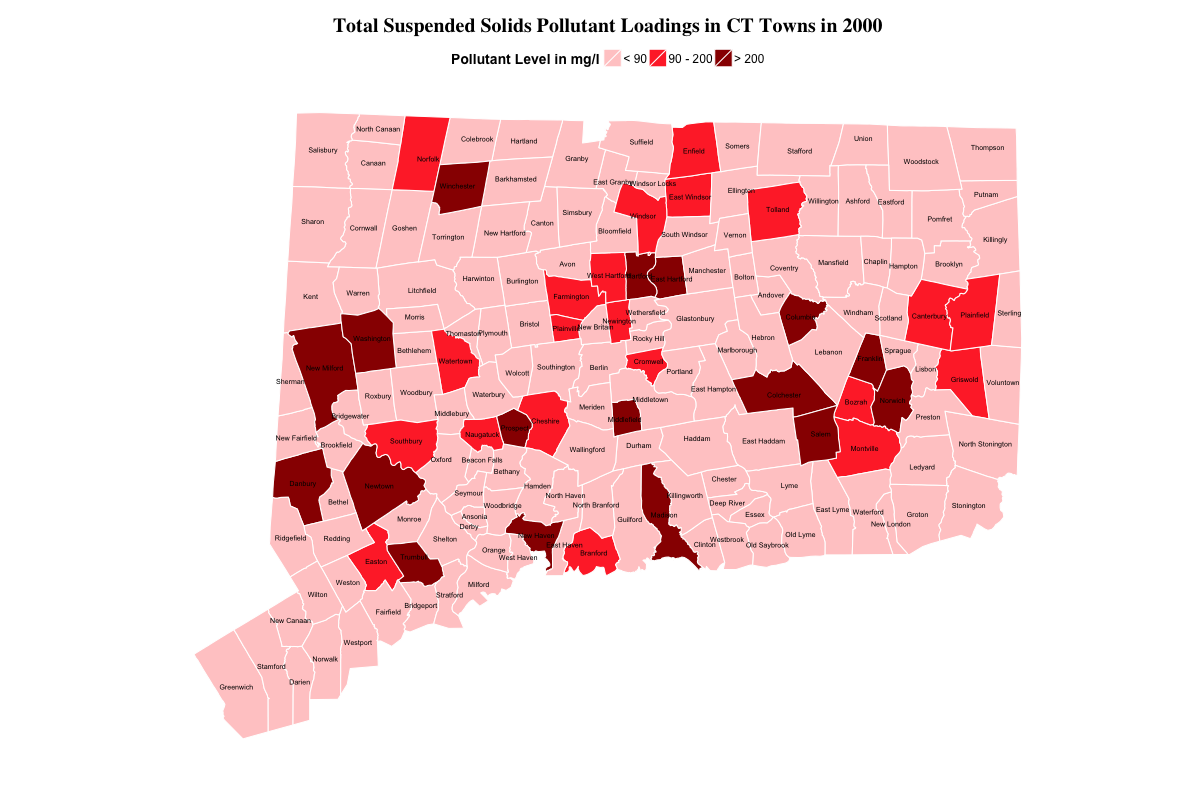 Total Suspended Solids Pollutant Loadings in CT Towns in 2000
Pollutant Level in mg/l < 90 90 - 200 > 200
North Canaan
Colebrook
Hartland
Suffield
Enfield
Somers
Stafford
Union
Woodstock
Thompson
Salisbury
Canaan
Norfolk
Granby
Winchester
Barkhamsted
East Granby
Windsor Locks
East Windsor
Ellington
Tolland
Willington
Ashford
Eastford
Putnam
Sharon
Cornwall
Goshen
Torrington
New Hartford
Canton
Simsbury
Bloomfield
Windsor
South Windsor
Vernon
Pomfret
Killingly
Kent
Warren
Litchfield
Harwinton
Burlington
Avon
West Hartford
Hartford
East Hartford
Manchester
Bolton
Coventry
Mansfield
Chaplin
Hampton
Brooklyn
Morris
Farmington
Andover
Columbia
Windham
Scotland
Canterbury
Plainfield
Sterling
Washington
Bethlehem
Thomaston
Plymouth
Bristol
Plainville
New Britain
Newington
Wethersfield
Glastonbury
Rocky Hill
Hebron
Marlborough
Lebanon
Franklin
Sprague
New Milford
Sherman
Watertown
Wolcott
Southington
Berlin
Cromwell
Portland
Lisbon
Griswold
Voluntown
Roxbury
Woodbury
Waterbury
East Hampton
Colchester
Bozrah
Norwich
Preston
Bridgewater
Middlebury
Prospect
Cheshire
Meriden
Middletown
Middlefield
New Fairfield
Brookfield
Southbury
Naugatuck
Oxford
Beacon Falls
Wallingford
Durham
Haddam
East Haddam
Salem
Montville
North Stonington
Ledyard
Danbury
Bethel
Newtown
Bethany
Hamden
Seymour
Woodbridge
North Haven
North Branford
Killingworth
Chester
Deep River
Lyme
Essex
East Lyme
Waterford
New London
Groton
Stonington
Monroe
Ansonia
Derby
Guilford
Madison
Ridgefield
Redding
Shelton
Orange
New Haven
East Haven
West Haven
Branford
Clinton
Westbrook
Old Saybrook
Old Lyme
Easton
Trumbull
Weston
Wilton
Milford
Stratford
Bridgeport
Fairfield
New Canaan
Westport
Norwalk
Stamford
Darien
Greenwich